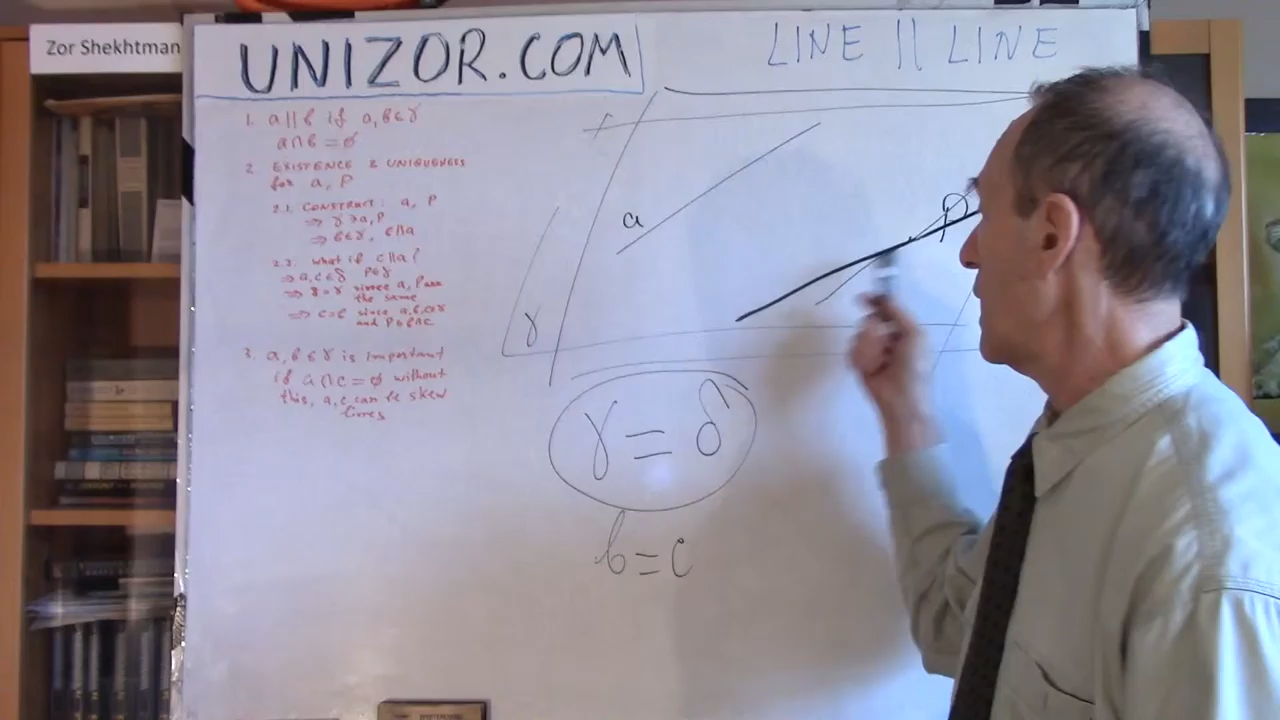 Zor Shekhtman
UNIZOR.COM
LINE || LINE
1. a || b if a, b ∈ γ
a ∩ b = ∅
2. EXISTENCE & UNIQUENESS
for a, P
2.1. CONSTRUCT: a, P
⇒ γ ∋ a, P
⇒ b ∈ γ, b || a
2.2. what if c || a?
⇒ a, c ∈ δ P ∈ δ
⇒ δ = γ since a, P are
the same
⇒ c = b since a, b, c ∈ γ
and P ∈ b ∩ c
3. a, b ∈ γ is important
if a ∩ c = ∅ without
this, a, c can be skew
lines
a
P
γ
γ = δ
b = c